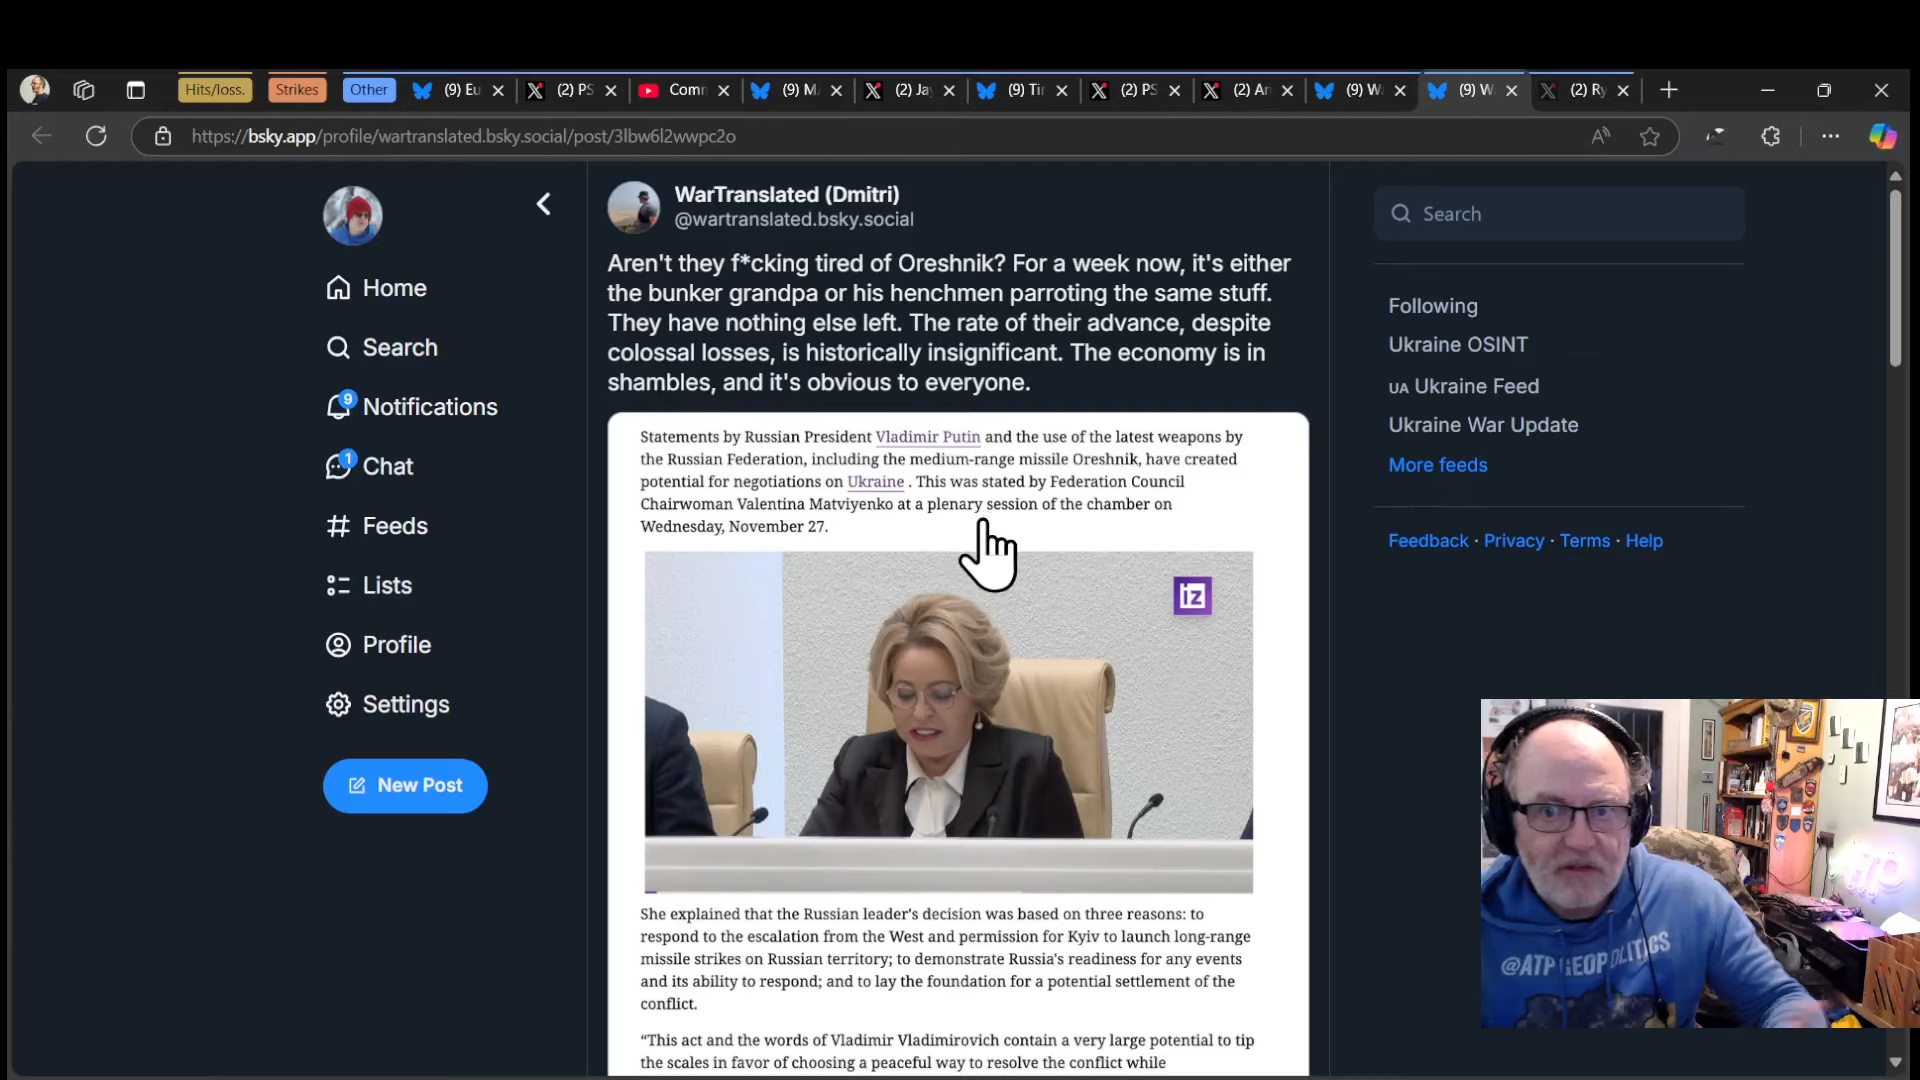 Hits/loss.
Strikes
Other
(9) Eu
(2) PS
Comm
(9) M
(2) Ja
(9) Tir
(2) PS
(2) An
(9) W
(9) W
(2) Ry
https://bsky.app/profile/wartranslated.bsky.social/post/3lbw6l2wwpc2o
Home
Search
9
Notifications
1
Chat
Feeds
Lists
Profile
Settings
New Post
WarTranslated (Dmitri)
@wartranslated.bsky.social
Aren't they f*cking tired of Oreshnik? For a week now, it's either
the bunker grandpa or his henchmen parroting the same stuff.
They have nothing else left. The rate of their advance, despite
colossal losses, is historically insignificant. The economy is in
shambles, and it's obvious to everyone.
Statements by Russian President Vladimir Putin and the use of the latest weapons by
the Russian Federation, including the medium-range missile Oreshnik, have created
potential for negotiations on Ukraine . This was stated by Federation Council
Chairwoman Valentina Matviyenko at a plenary session of the chamber on
Wednesday, November 27.
iz
She explained that the Russian leader's decision was based on three reasons: to
respond to the escalation from the West and permission for Kyiv to launch long-range
missile strikes on Russian territory; to demonstrate Russia's readiness for any events
and its ability to respond; and to lay the foundation for a potential settlement of the
conflict.
“This act and the words of Vladimir Vladimirovich contain a very large potential to tip
the scales in favor of choosing a peaceful way to resolve the conflict while
Search
Following
Ukraine OSINT
UA Ukraine Feed
Ukraine War Update
More feeds
Feedback · Privacy · Terms · Help
@ATP GEOPOLITICS